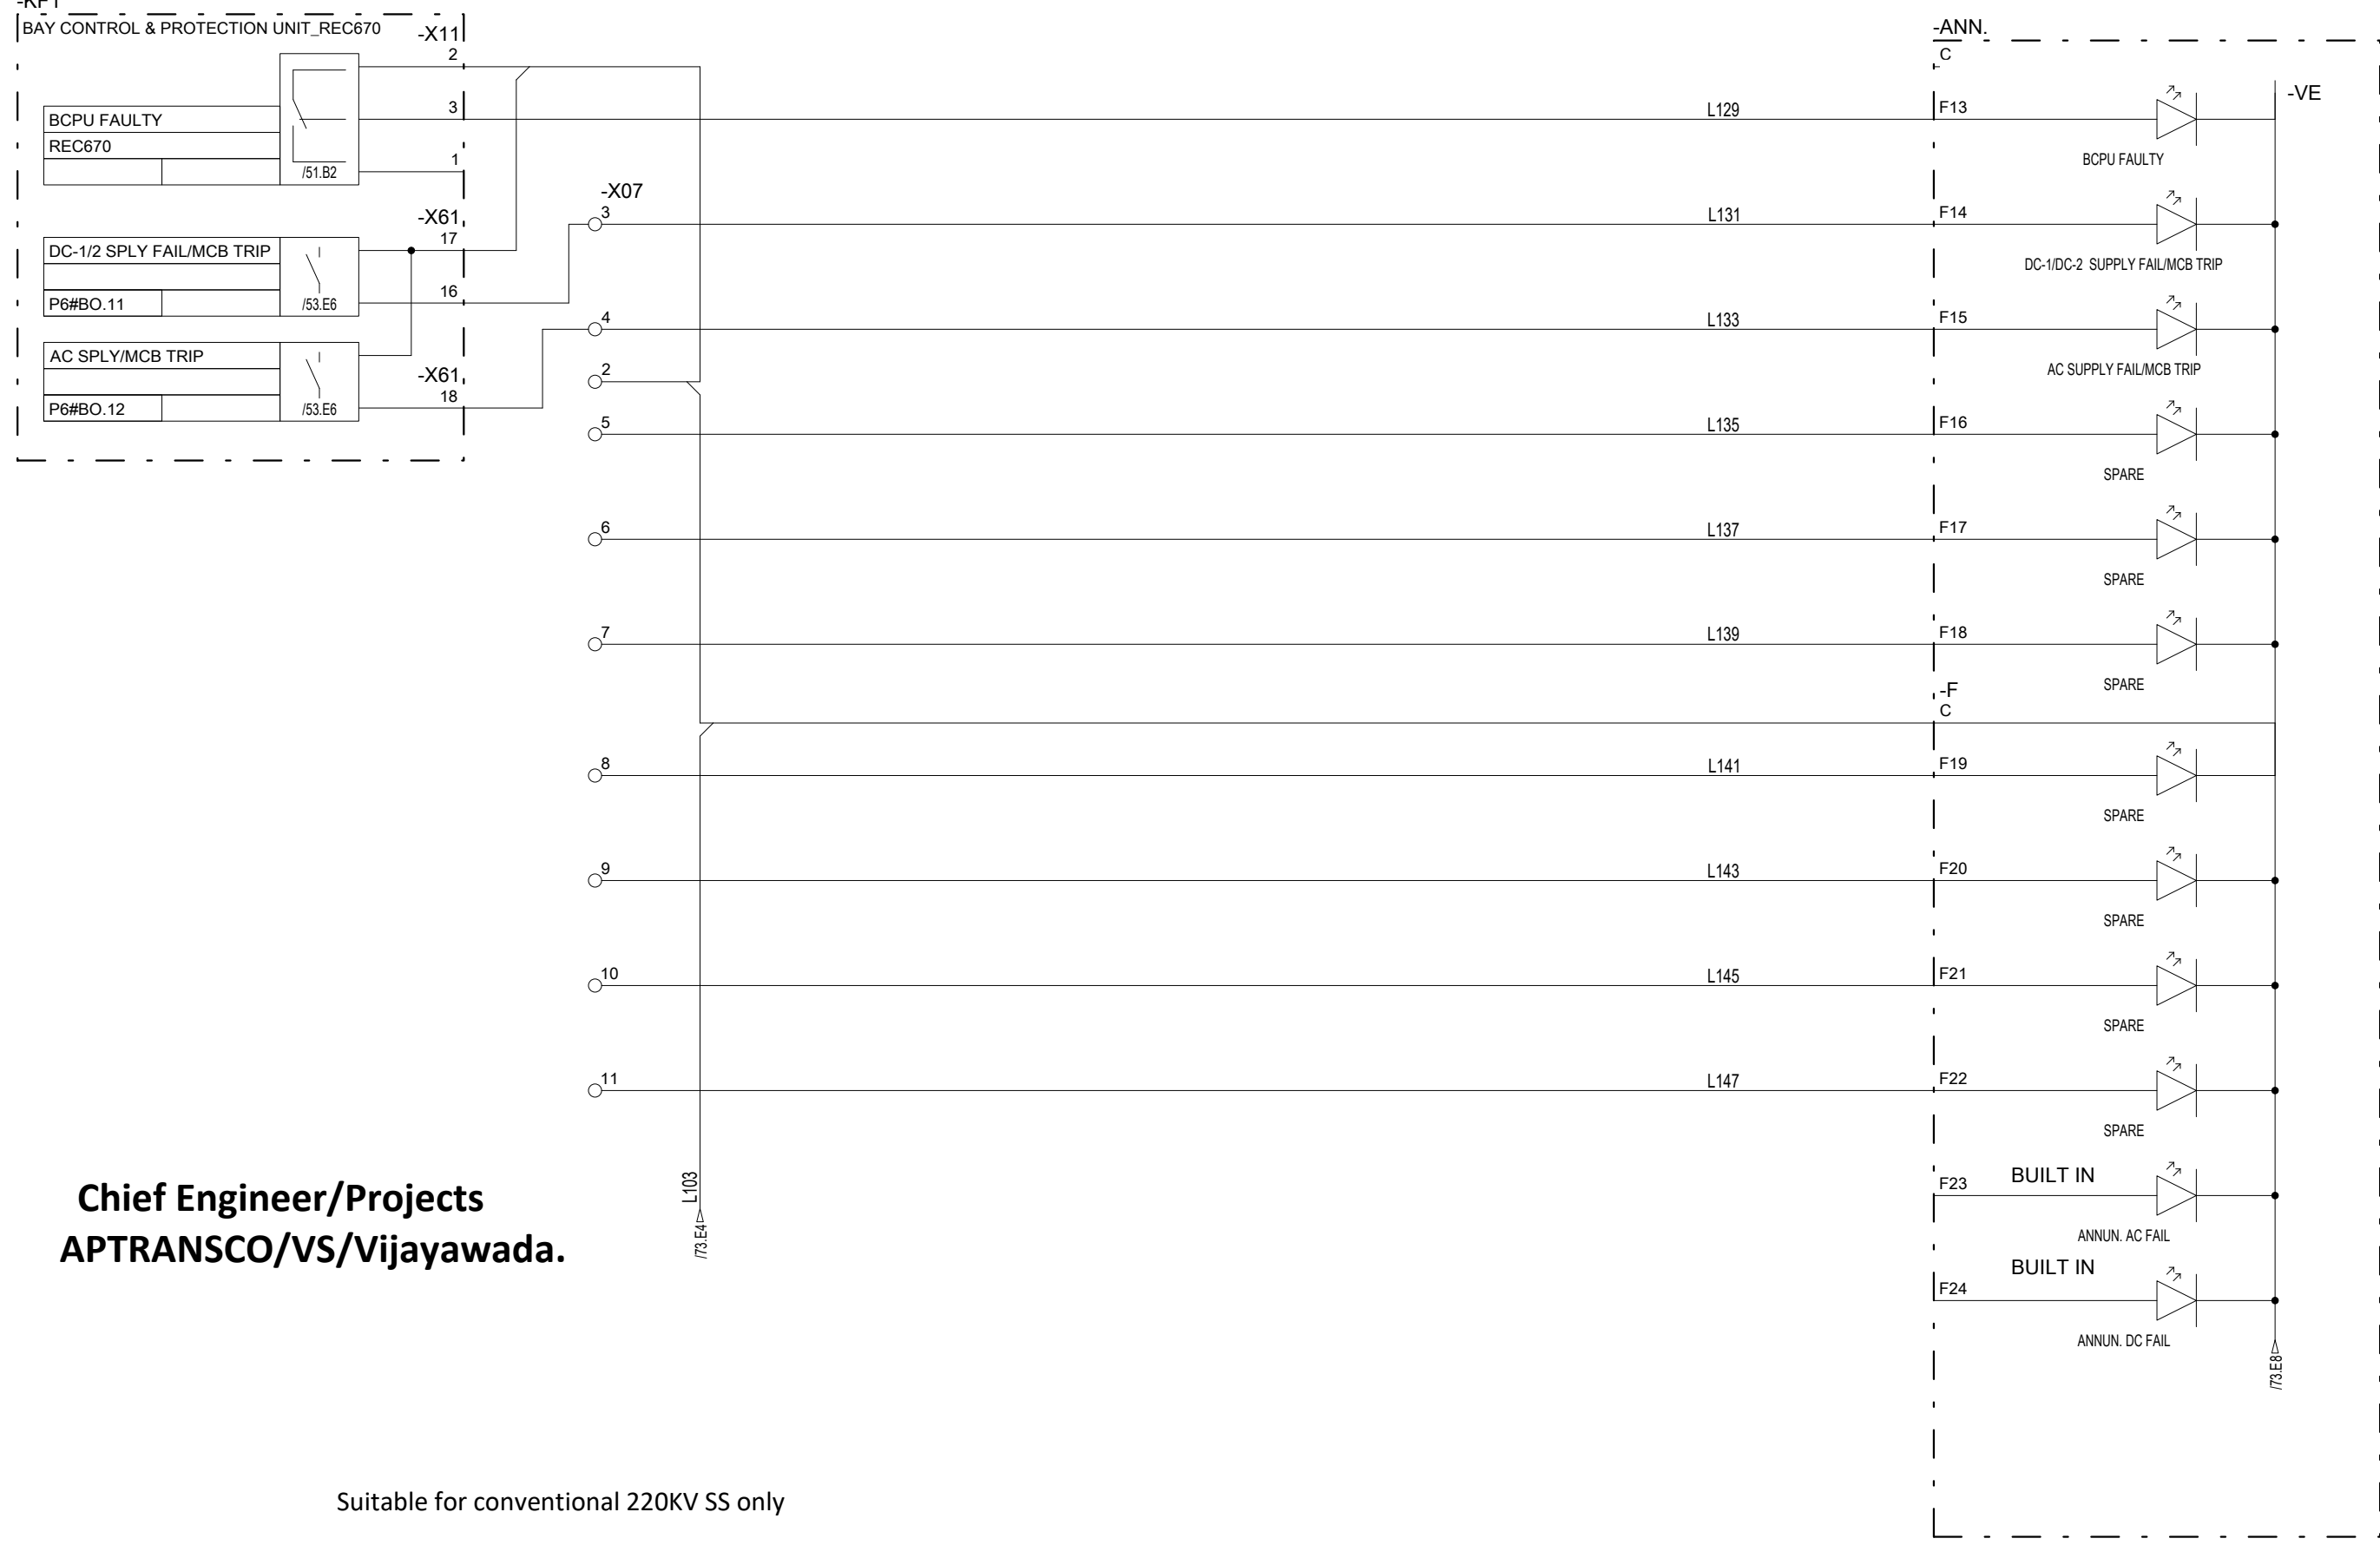 -KF1
BAY CONTROL & PROTECTION UNIT_REC670
-X11
2
BCPU FAULTY
REC670
3
1
/51.B2
-X61
17
DC-1/2 SPLY FAIL/MCB TRIP
P6#BO.11
16
/53.E6
AC SPLY/MCB TRIP
P6#BO.12
-X61
18
/53.E6
-X07
3
4
2
5
6
7
8
9
10
11
L129
L131
L133
L135
L137
L139
L141
L143
L145
L147
L103
/73.E4
-ANN.
C
-VE
F13
BCPU FAULTY
F14
DC-1/DC-2 SUPPLY FAIL/MCB TRIP
F15
AC SUPPLY FAIL/MCB TRIP
F16
SPARE
F17
SPARE
F18
SPARE
-F
C
F19
SPARE
F20
SPARE
F21
SPARE
F22
SPARE
F23
BUILT IN
ANNUN. AC FAIL
F24
BUILT IN
ANNUN. DC FAIL
/73.E8
Chief Engineer/Projects
APTRANSCO/VS/Vijayawada.
Suitable for conventional 220KV SS only